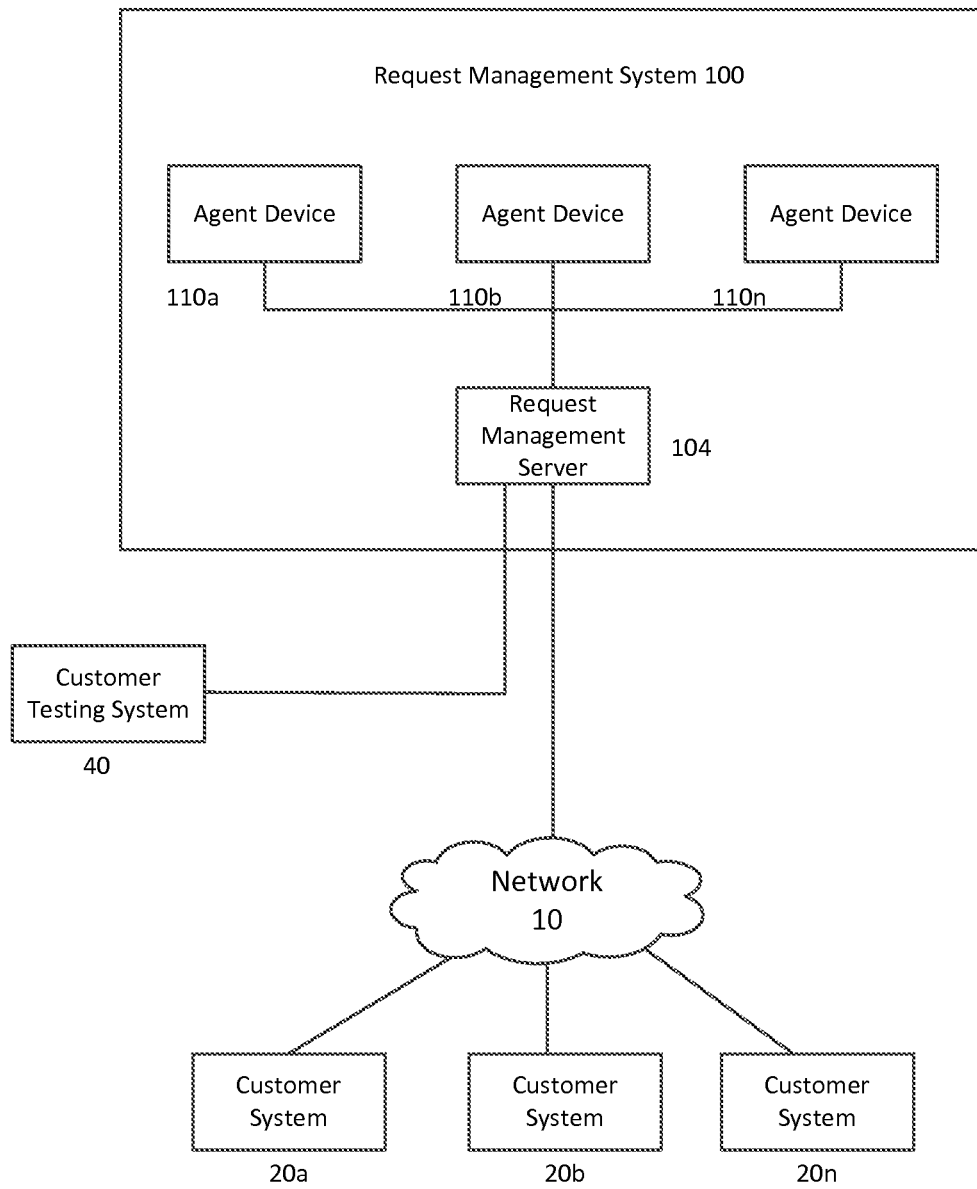 Request Management System 100
Agent Device
Agent Device
Agent Device
110a
110b
110n
Request
Management
Server
104
Customer
Testing System
40
Network
10
Customer
System
Customer
System
Customer
System
20a
20b
20n